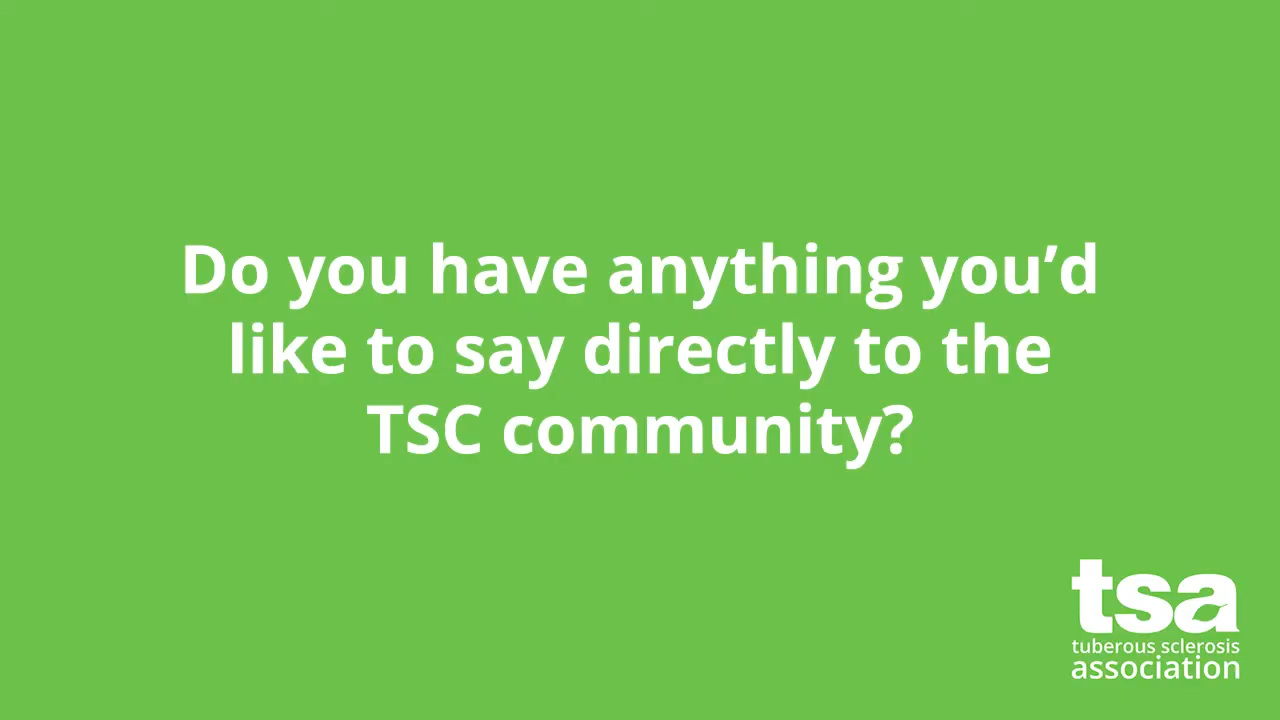 Do you have anything you’d
like to say directly to the
TSC community?
tsa
tuberous sclerosis
association